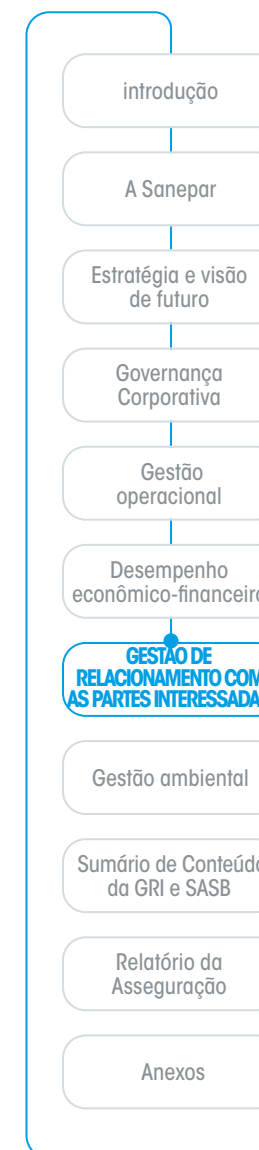 introdução
A Sanepar
Estratégia e visão
de futuro
Governança
Corporativa
Gestão
operacional
Desempenho
econômico-financeiro
GESTÃO DE
RELACIONAMENTO COM
AS PARTES INTERESSADA
Gestão ambiental
Sumário de Conteúdo
da GRI e SASB
Relatório da
Asseguração
Anexos